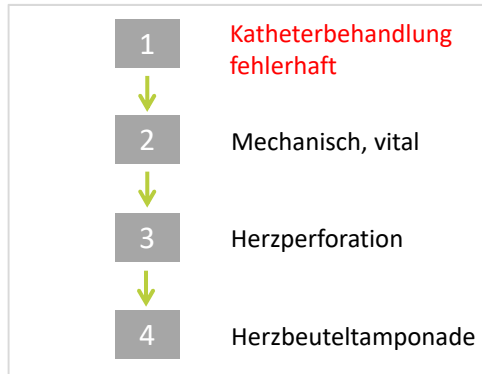 1
Katheterbehandlung
fehlerhaft
2
Mechanisch, vital
3
Herzperforation
4
Herzbeuteltamponade